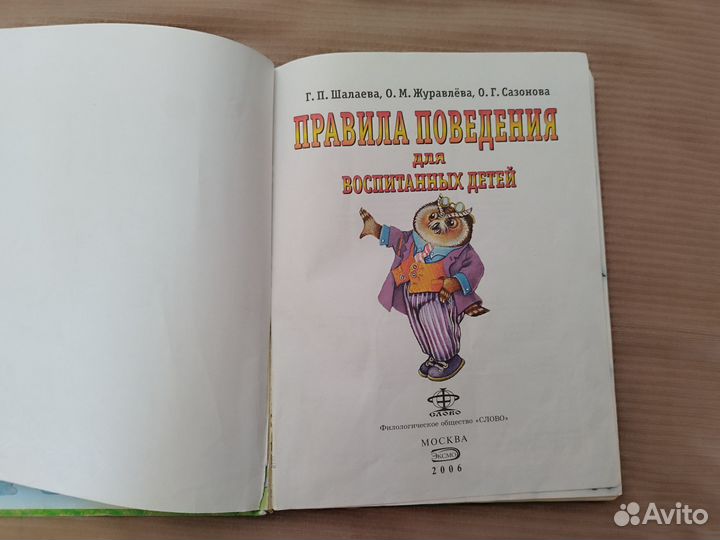 Г. П. Шалаева, О. М. Журавлёва, О. Г. Сазонова
ПРАВИЛА ПОВЕДЕНИЯ
для
ВОСПИТАННЫХ ДЕТЕЙ
СЛОВО
Филологическое общество «СЛОВО»
МОСКВА
ЭКСМО
2006
Avito